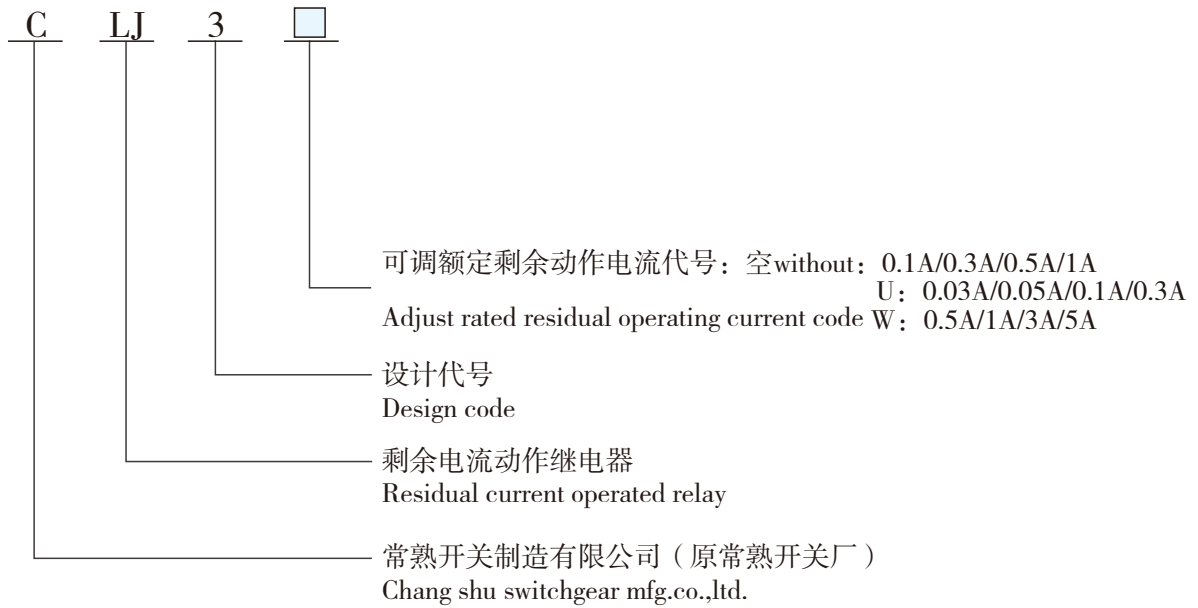 C LJ 3
可调额定剩余动作电流代号：空without：0.1A/0.3A/0.5A/1A
U：0.03A/0.05A/0.1A/0.3A
Adjust rated residual operating current code W：0.5A/1A/3A/5A
设计代号
Design code
剩余电流动作继电器
Residual current operated relay
常熟开关制造有限公司（原常熟开关厂）
Chang shu switchgear mfg.co.,ltd.